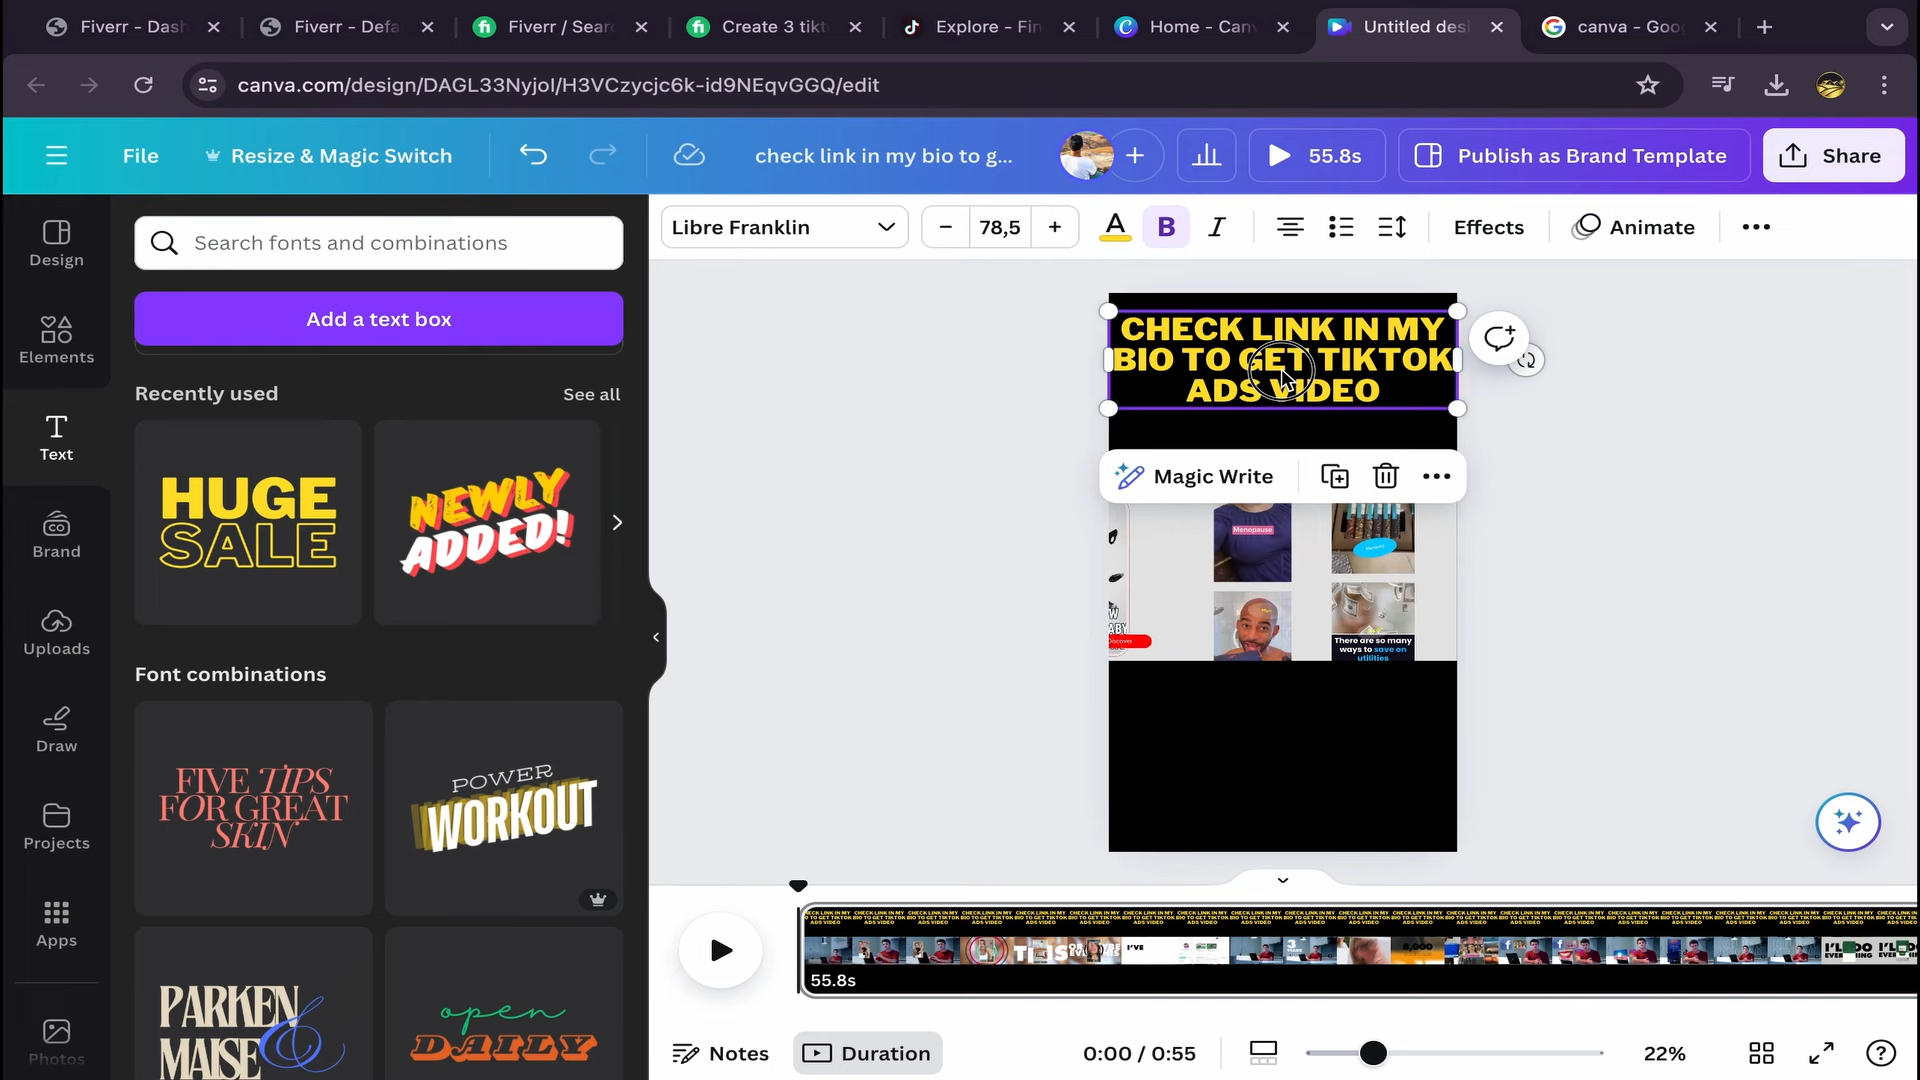 Fiverr - Dash
Fiverr - Defa
Fiverr / Sear
Create 3 tikt
Explore - Fin
Home - Can
Untitled desi
canva - Goo
canva.com/design/DAGL33NyjoI/H3VCzycjc6k-id9NEqvGGQ/edit
File
Resize & Magic Switch
check link in my bio to g...
55.8s
Publish as Brand Template
Share
Design
Elements
Text
Brand
Uploads
Draw
Projects
Apps
Photos
Search fonts and combinations
Add a text box
Recently used
See all
HUGE
SALE
NEWLY
ADDED!
Font combinations
FIVE TIPS
FOR GREAT
SKIN
POWER
WORKOUT
PARKEN
&
MAISE
open
DAILY
Libre Franklin
78,5
Effects
Animate
CHECK LINK IN MY
BIO TO GET TIKTOK
ADS VIDEO
Magic Write
Menopause
Discover
There are so many
ways to save on
utilities
55.8s
Notes
Duration
0:00 / 0:55
22%